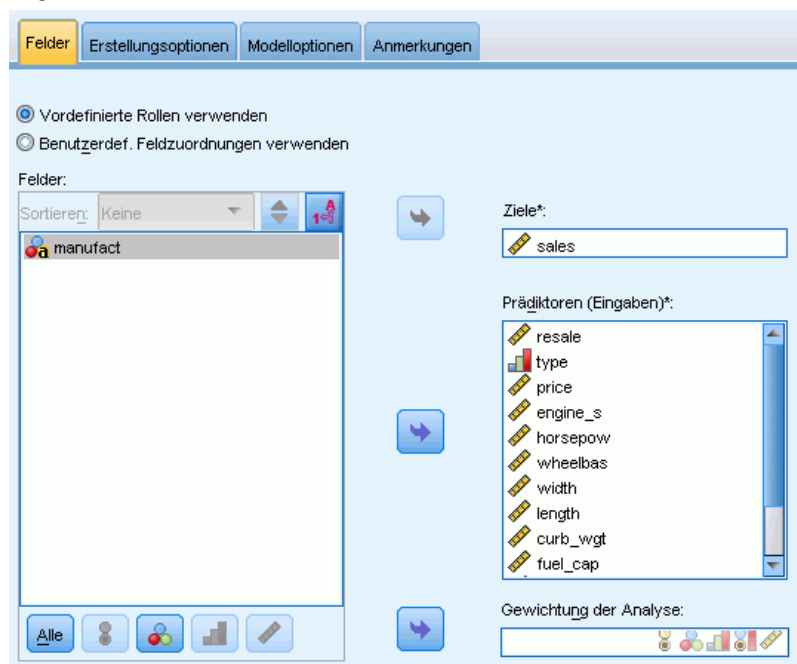 Felder Erstellungsoptionen Modelloptionen Anmerkungen
Vordefinierte Rollen verwenden
Benutzerdef. Feldzuordnungen verwenden
Felder:
Sortieren: Keine
manufact
Alle
Ziele*:
sales
Prädiktoren (Eingaben)*:
resale
type
price
engine_s
horsepow
wheelbas
width
length
curb_wgt
fuel_cap
Gewichtung der Analyse: